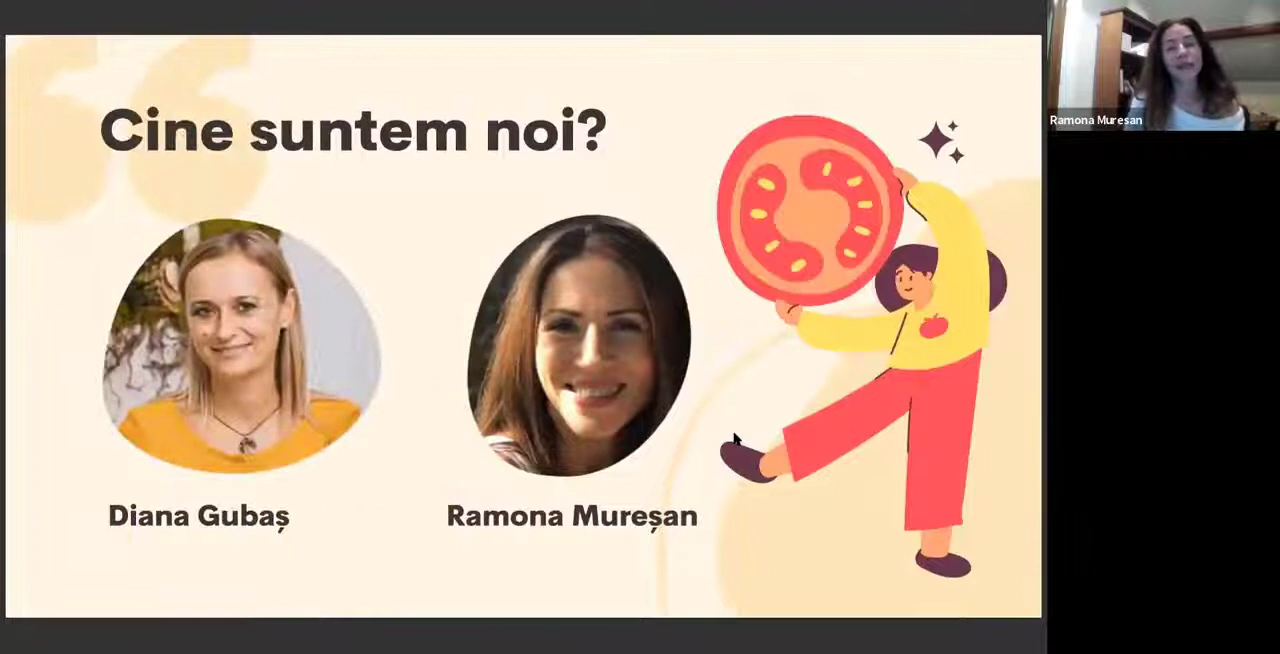 Cine suntem noi?
Diana Gubaș
Ramona Mureșan
Ramona Muresan